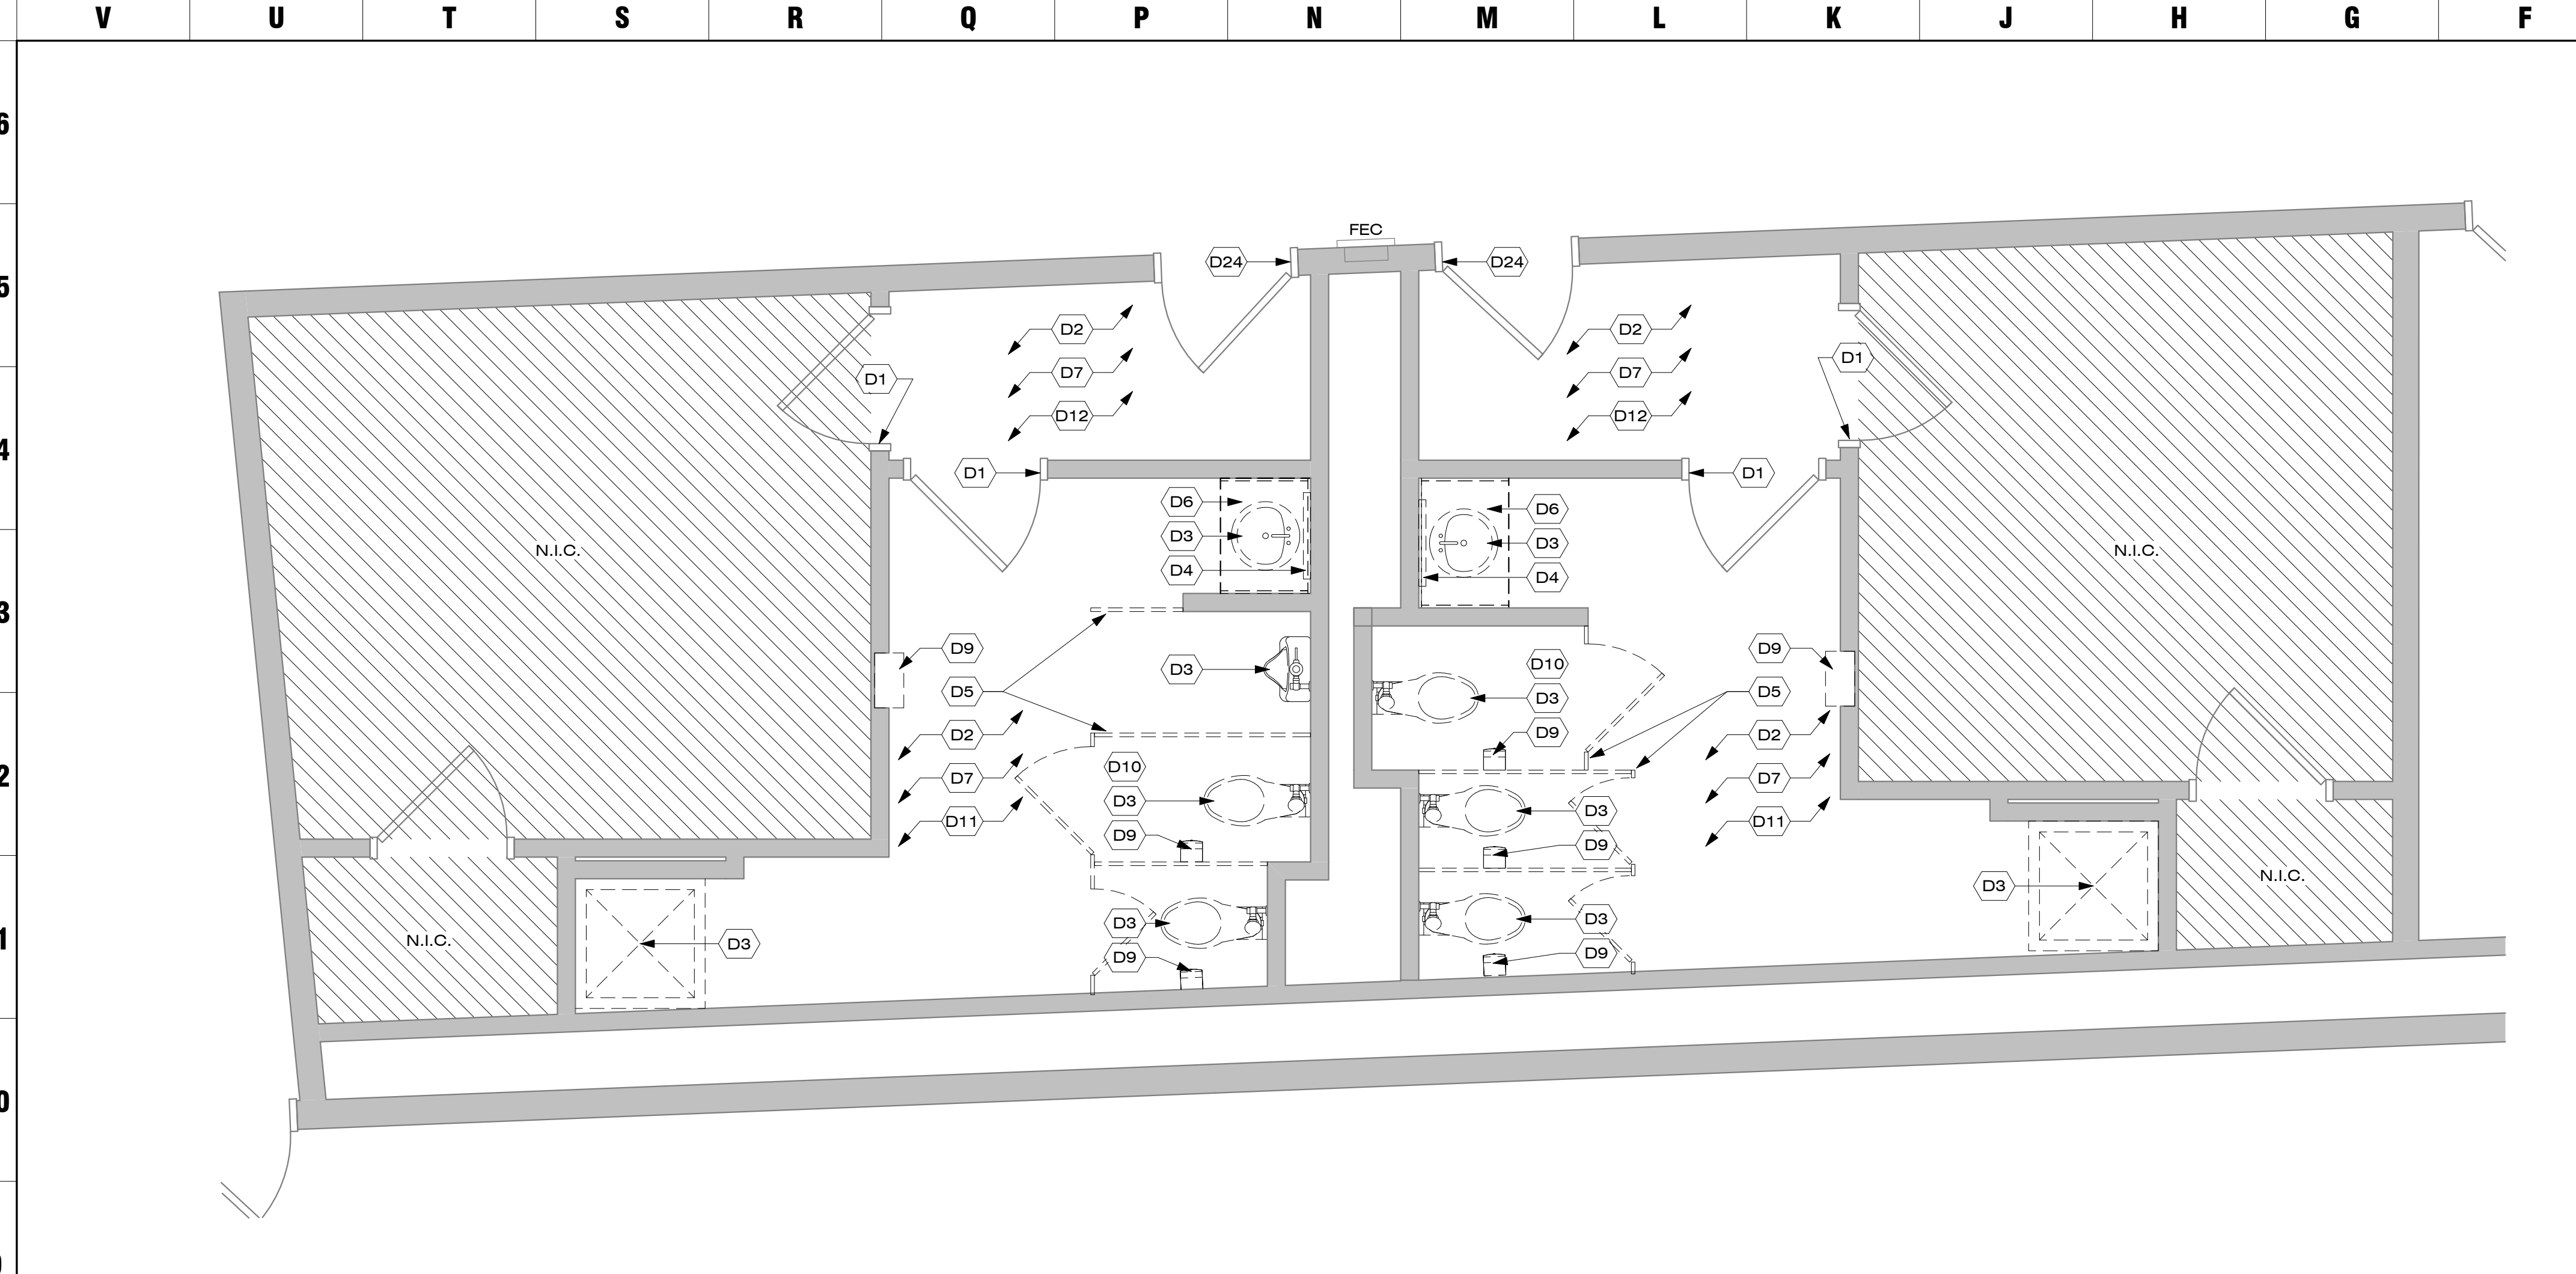 V U T S R Q P N M L K J H G F
6
FEC
D24 D24
5
D2 D2
D1
D7 D7
D1
D12 D12
4
D1 D1
D6 D6
D3 D3
N.I.C. N.I.C.
D4 D4
3
D9 D10 D9
D3
D5 D3 D5
D2 D9 D2
D10
2
D7 D7
D3 D3
D11 D11
D9 D9
N.I.C.
D3
D3 D3
1
N.I.C.
D3
D9 D9
0